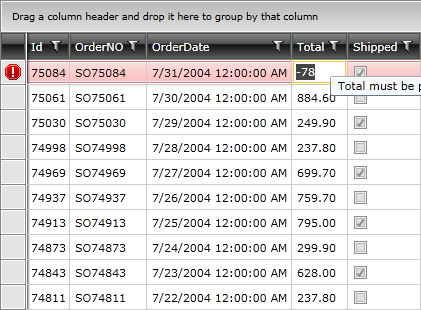 Drag a column header and drop it here to group by that column
Id OrderNO OrderDate Total Shipped
75084 SO75084 7/31/2004 12:00:00 AM -78
Total must be p
75061 SO75061 7/30/2004 12:00:00 AM 884.60
75030 SO75030 7/29/2004 12:00:00 AM 249.90
74998 SO74998 7/28/2004 12:00:00 AM 237.80
74969 SO74969 7/27/2004 12:00:00 AM 699.70
74937 SO74937 7/26/2004 12:00:00 AM 759.70
74913 SO74913 7/25/2004 12:00:00 AM 795.00
74873 SO74873 7/24/2004 12:00:00 AM 299.90
74843 SO74843 7/23/2004 12:00:00 AM 628.00
74811 SO74811 7/22/2004 12:00:00 AM 237.80